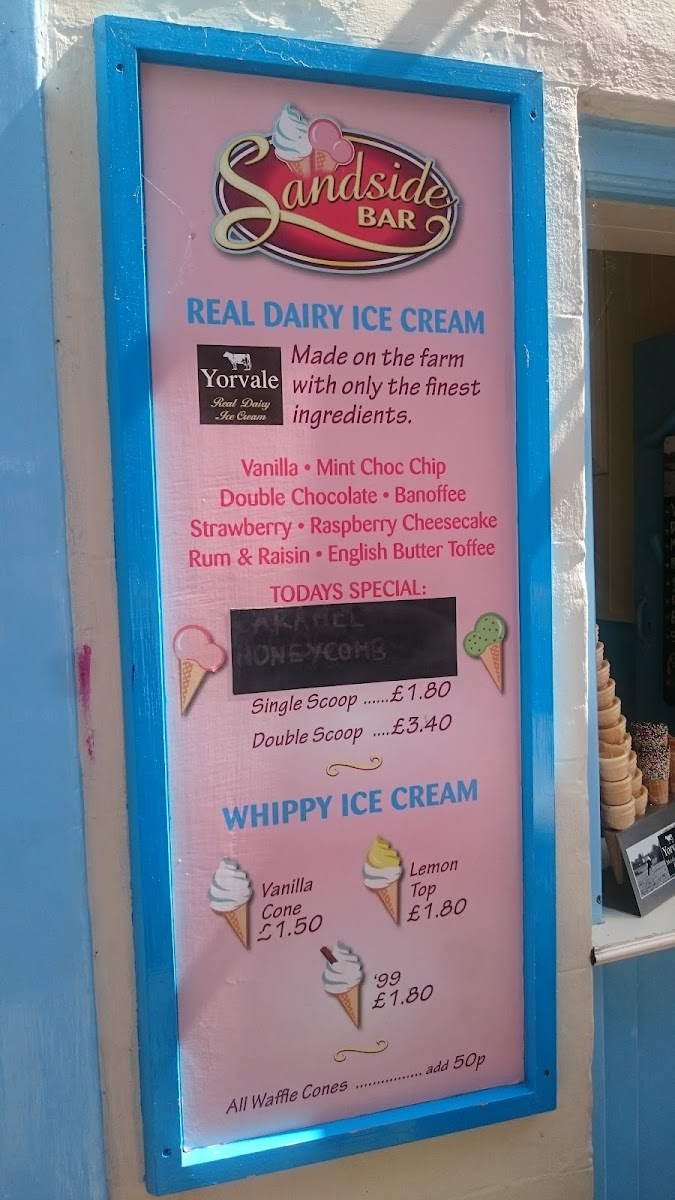 Sandside
BAR
REAL DAIRY ICE CREAM
Yorvale
Real Dairy
Ice Cream
Made on the farm
with only the finest
ingredients.
Vanilla • Mint Choc Chip
Double Chocolate • Banoffee
Strawberry • Raspberry Cheesecake
Rum & Raisin • English Butter Toffee
TODAYS SPECIAL:
ARAMEL
HONEYCOMB
Single Scoop ......£1.80
Double Scoop ....£3.40
WHIPPY ICE CREAM
Vanilla
Cone
£1.50
Lemon
Top
£1.80
'99
£1.80
All Waffle Cones ................ add 50p